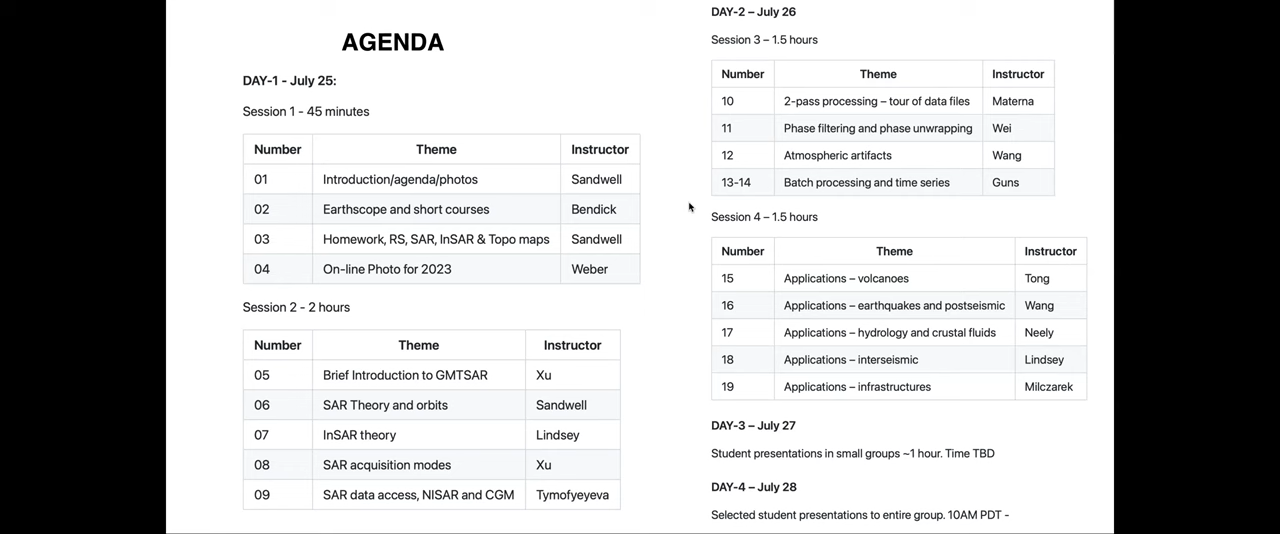 AGENDA
DAY-1 - July 25:
Session 1 - 45 minutes
Number Theme Instructor
01 Introduction/agenda/photos Sandwell
02 Earthscope and short courses Bendick
03 Homework, RS, SAR, InSAR & Topo maps Sandwell
04 On-line Photo for 2023 Weber
Session 2 - 2 hours
Number Theme Instructor
05 Brief Introduction to GMTSAR Xu
06 SAR Theory and orbits Sandwell
07 InSAR theory Lindsey
08 SAR acquisition modes Xu
09 SAR data access, NISAR and CGM Tymofyeyeva
DAY-2 – July 26
Session 3 – 1.5 hours
Number Theme Instructor
10 2-pass processing – tour of data files Materna
11 Phase filtering and phase unwrapping Wei
12 Atmospheric artifacts Wang
13-14 Batch processing and time series Guns
Session 4 – 1.5 hours
Number Theme Instructor
15 Applications – volcanoes Tong
16 Applications – earthquakes and postseismic Wang
17 Applications – hydrology and crustal fluids Neely
18 Applications – interseismic Lindsey
19 Applications – infrastructures Milczarek
DAY-3 – July 27
Student presentations in small groups ~1 hour. Time TBD
DAY-4 – July 28
Selected student presentations to entire group. 10AM PDT -